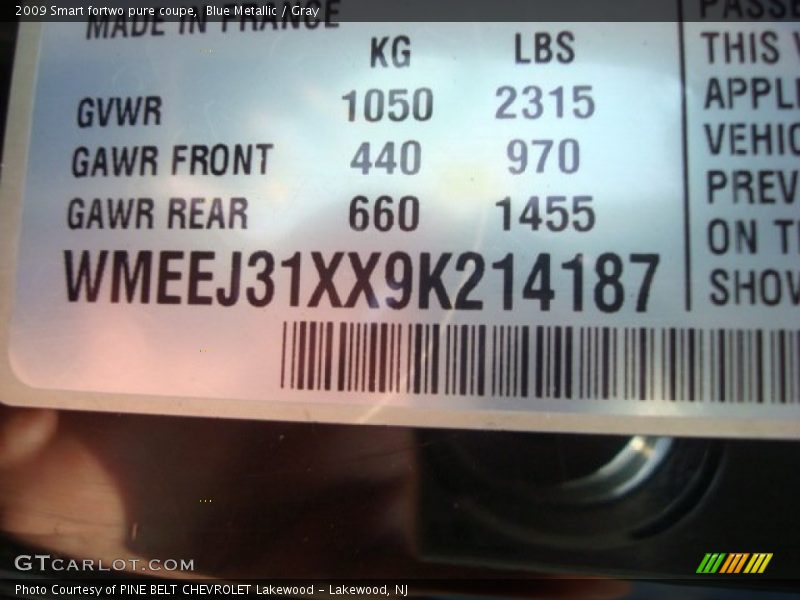 2009 Smart fortwo pure coupe, Blue Metallic / Gray
MADE IN FRANCE
KG LBS
GVWR 1050 2315
GAWR FRONT 440 970
GAWR REAR 660 1455
WMEEJ31XX9K214187
PASSE
THIS V
APPLI
VEHIC
PREV
ON TH
SHOW
GTCARLOT.COM
Photo Courtesy of PINE BELT CHEVROLET Lakewood - Lakewood, NJ